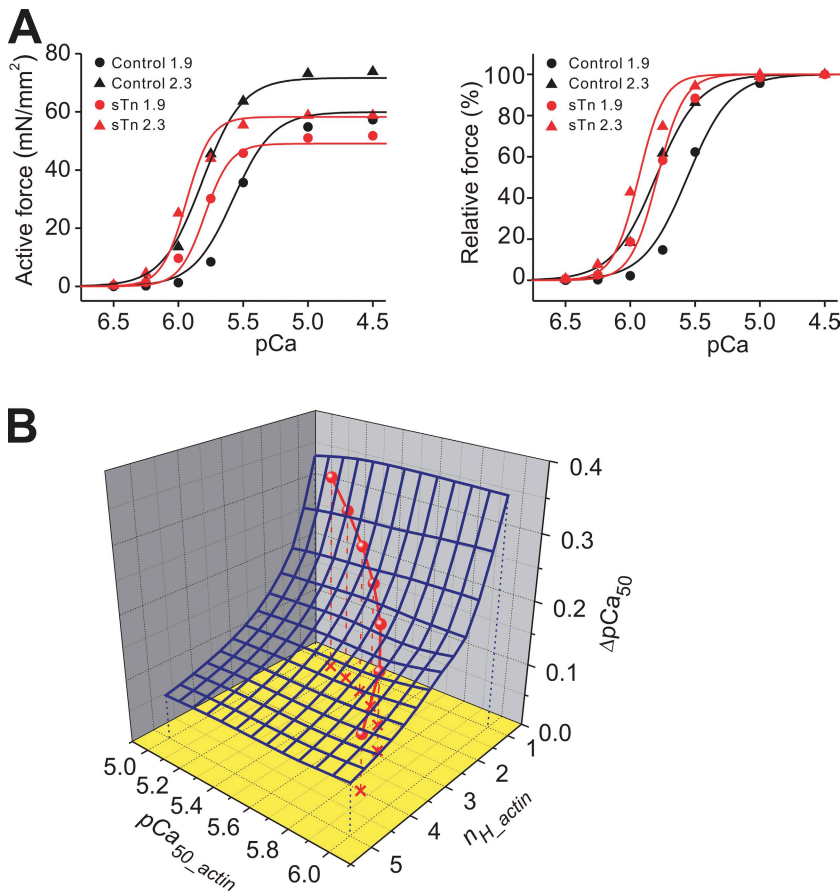 A
Active force (mN/mm²)
80
60
40
20
0
Control 1.9
Control 2.3
sTn 1.9
sTn 2.3
6.5 6.0 5.5 5.0 4.5
pCa
Relative force (%)
100
80
60
40
20
0
Control 1.9
Control 2.3
sTn 1.9
sTn 2.3
6.5 6.0 5.5 5.0 4.5
pCa
B
0.4
0.3
0.2
0.1
0.0
ΔpCa50
5.0
5.2
5.4
5.6
5.8
6.0
pCa50_actin
1
2
3
4
5
nH_actin